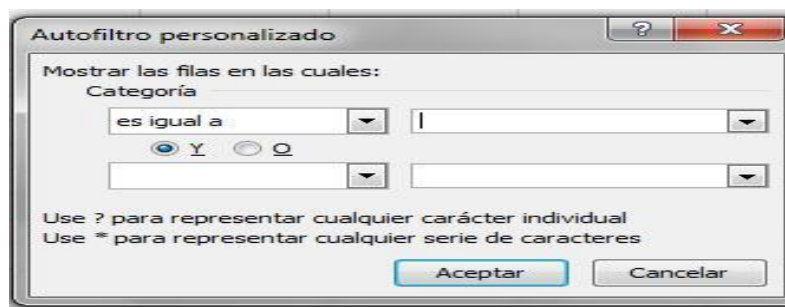 Autofiltro personalizado
Mostrar las filas en las cuales:
Categoría
es igual a
Y O
Use ? para representar cualquier carácter individual
Use * para representar cualquier serie de caracteres
Aceptar Cancelar